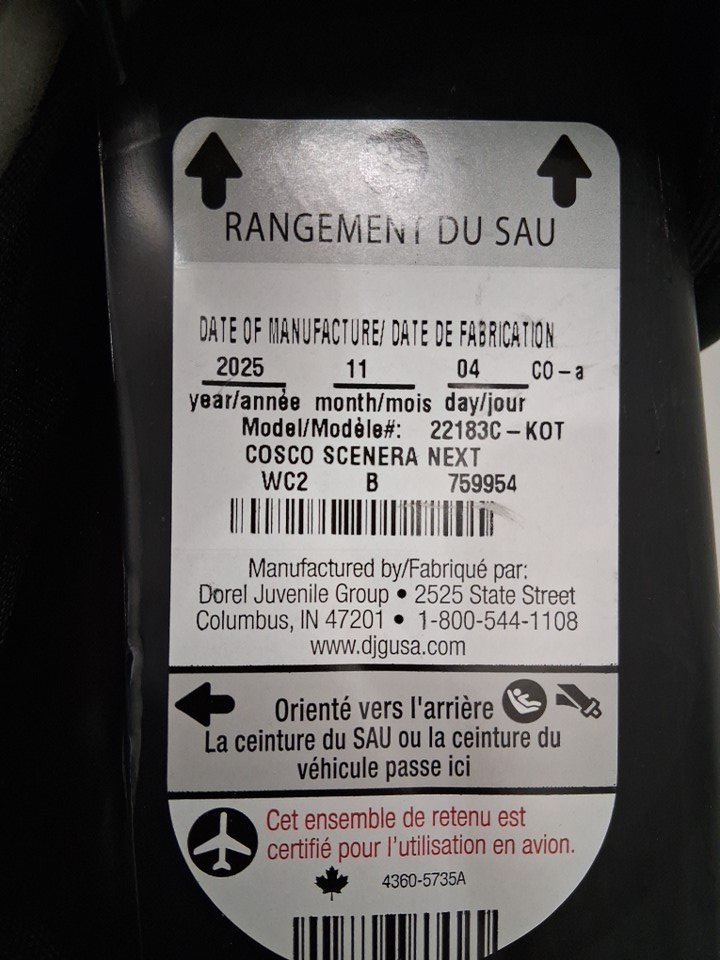 RANGEMENT DU SAU
DATE OF MANUFACTURE/ DATE DE FABRICATION
2025 11 04 CO-a
year/année month/mois day/jour
Model/Modèle#: 22183C-KOT
COSCO SCENERA NEXT
WC2 B 759954
Manufactured by/Fabriqué par:
Dorel Juvenile Group • 2525 State Street
Columbus, IN 47201 • 1-800-544-1108
www.djgusa.com
Orienté vers l'arrière
La ceinture du SAU ou la ceinture du
véhicule passe ici
Cet ensemble de retenu est
certifié pour l'utilisation en avion.
4360-5735A